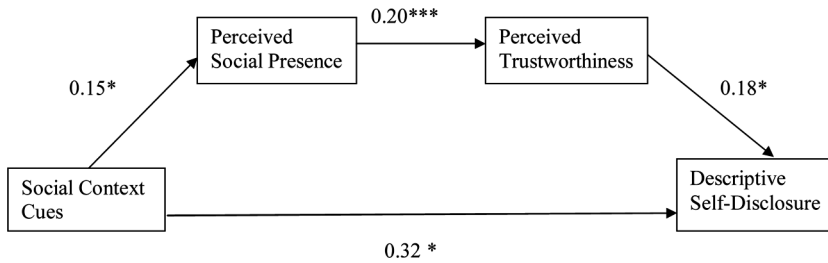 0.20***
Perceived
Social Presence
Perceived
Trustworthiness
0.15*
0.18*
Social Context
Cues
Descriptive
Self-Disclosure
0.32 *